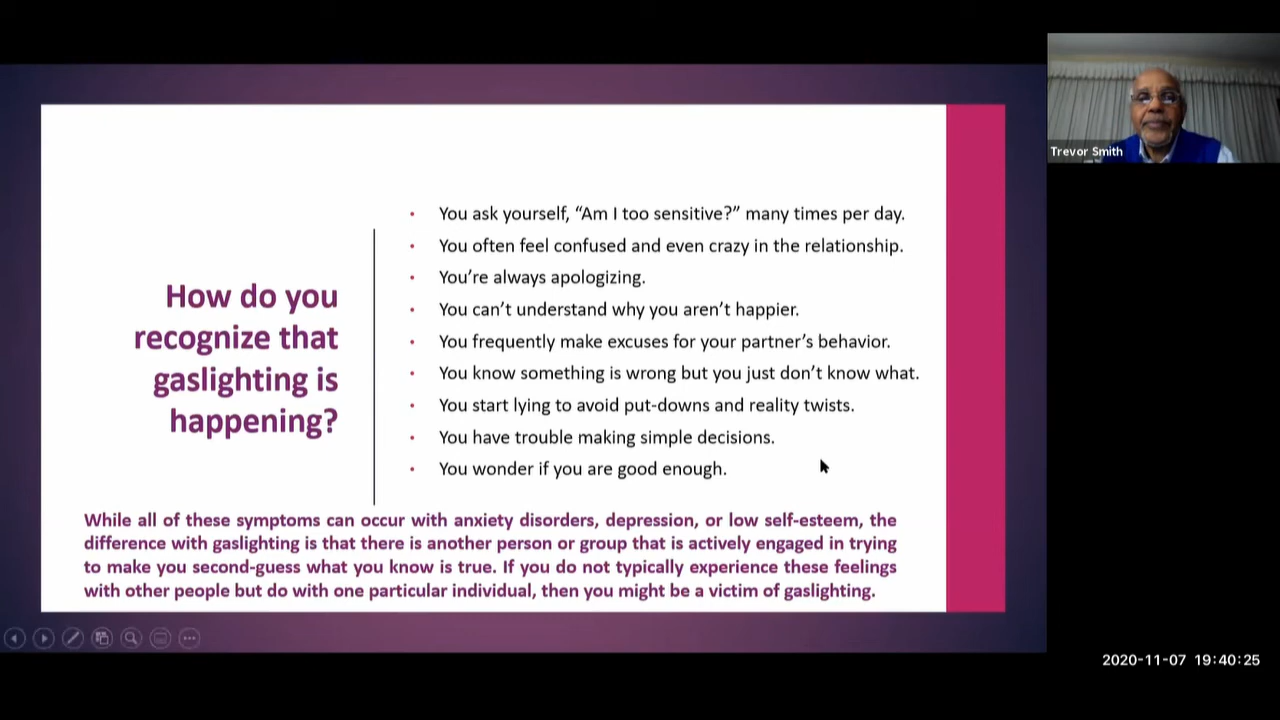 How do you
recognize that
gaslighting is
happening?
• You ask yourself, “Am I too sensitive?” many times per day.
• You often feel confused and even crazy in the relationship.
• You’re always apologizing.
• You can’t understand why you aren’t happier.
• You frequently make excuses for your partner’s behavior.
• You know something is wrong but you just don’t know what.
• You start lying to avoid put-downs and reality twists.
• You have trouble making simple decisions.
• You wonder if you are good enough.
While all of these symptoms can occur with anxiety disorders, depression, or low self-esteem, the
difference with gaslighting is that there is another person or group that is actively engaged in trying
to make you second-guess what you know is true. If you do not typically experience these feelings
with other people but do with one particular individual, then you might be a victim of gaslighting.
Trevor Smith
2020-11-07 19:40:25